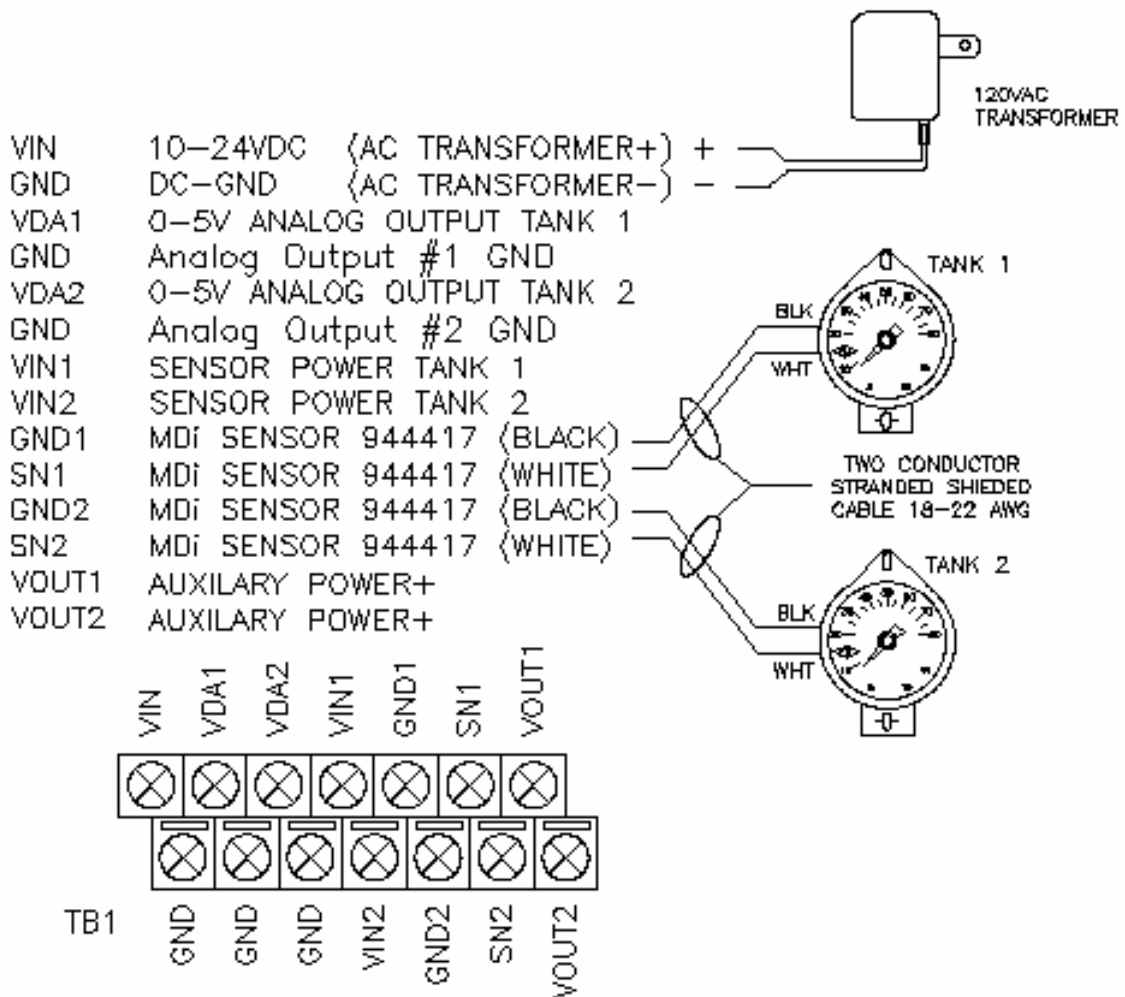 120VAC
TRANSFORMER
VIN 10-24VDC (AC TRANSFORMER+) +
GND DC-GND (AC TRANSFORMER-) -
VDA1 0-5V ANALOG OUTPUT TANK 1
GND Analog Output #1 GND
VDA2 0-5V ANALOG OUTPUT TANK 2
GND Analog Output #2 GND
VIN1 SENSOR POWER TANK 1
VIN2 SENSOR POWER TANK 2
GND1 MDi SENSOR 944417 (BLACK)
SN1 MDi SENSOR 944417 (WHITE)
GND2 MDi SENSOR 944417 (BLACK)
SN2 MDi SENSOR 944417 (WHITE)
VOUT1 AUXILARY POWER+
VOUT2 AUXILARY POWER+
TANK 1
BLK
WHT
TWO CONDUCTOR
STRANDED SHIEDED
CABLE 18-22 AWG
TANK 2
BLK
WHT
VIN VDA1 VDA2 VIN1 GND1 SN1 VOUT1
TB1
GND GND GND VIN2 GND2 SN2 VOUT2